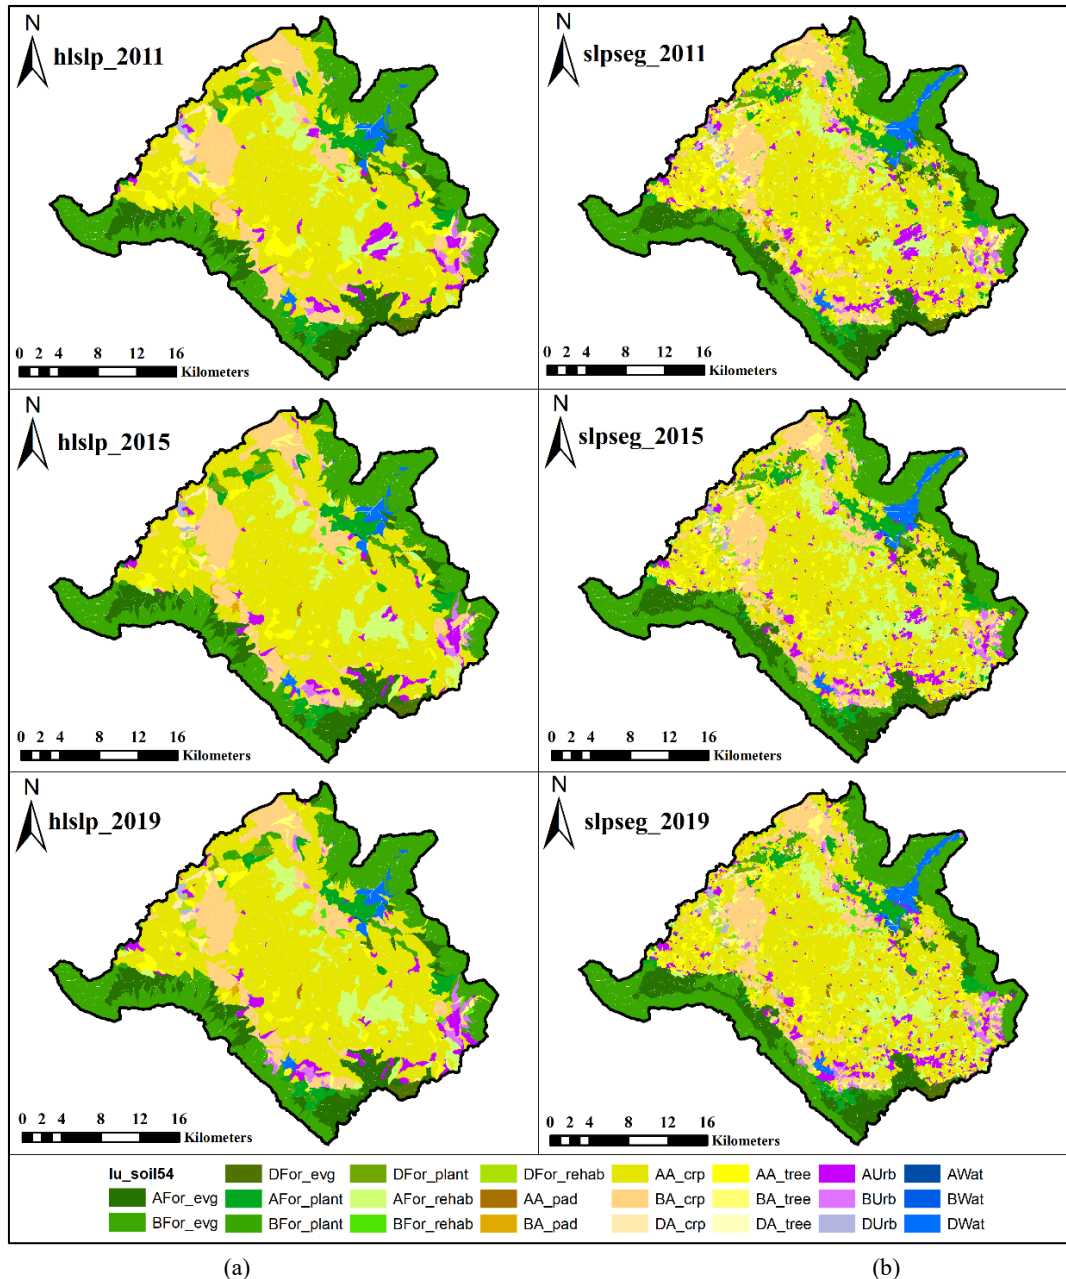 N
hlslp_2011
0 2 4 8 12 16
Kilometers
N
slpseg_2011
0 2 4 8 12 16
Kilometers
N
hlslp_2015
0 2 4 8 12 16
Kilometers
N
slpseg_2015
0 2 4 8 12 16
Kilometers
N
hlslp_2019
0 2 4 8 12 16
Kilometers
N
slpseg_2019
0 2 4 8 12 16
Kilometers
lu_soil54 DFor_evg DFor_plant DFor_rehab AA_crp AA_tree AUrb AWat
AFor_evg AFor_plant AFor_rehab AA_pad BA_crp BA_tree BUrb BWat
BFor_evg BFor_plant BFor_rehab BA_pad DA_crp DA_tree DUrb DWat
(a) (b)